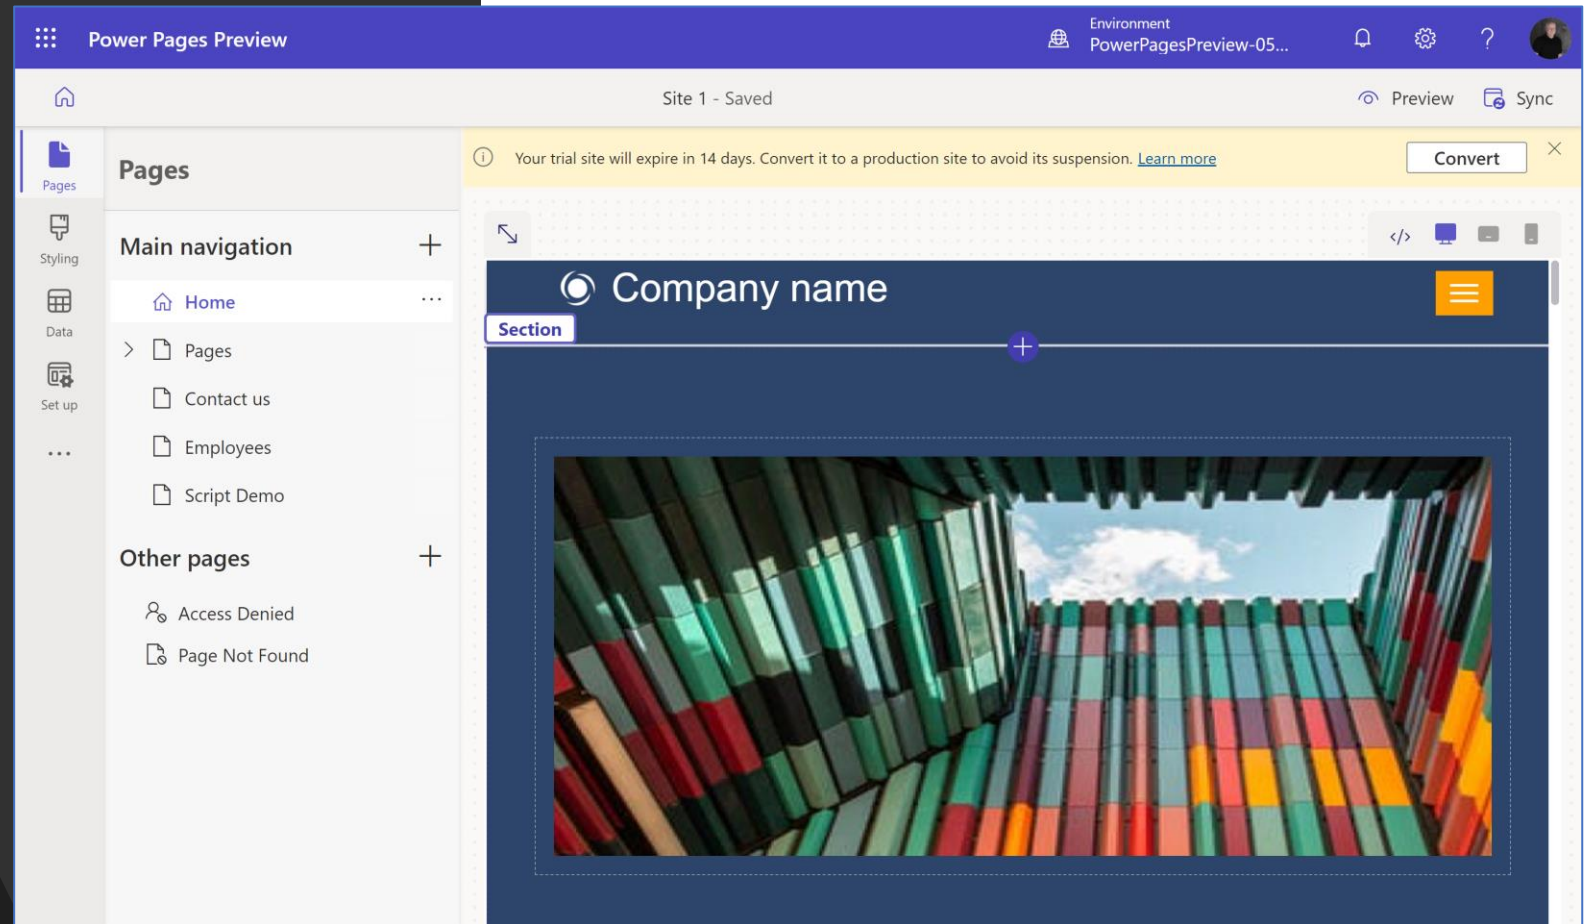 Power Pages Preview
Environment
PowerPagesPreview-05...
Site 1 - Saved
Preview
Sync
Pages
Styling
Data
Set up
Pages
Main navigation
Home
Pages
Contact us
Employees
Script Demo
Other pages
Access Denied
Page Not Found
Your trial site will expire in 14 days. Convert it to a production site to avoid its suspension. Learn more
Convert
</>
Company name
Section